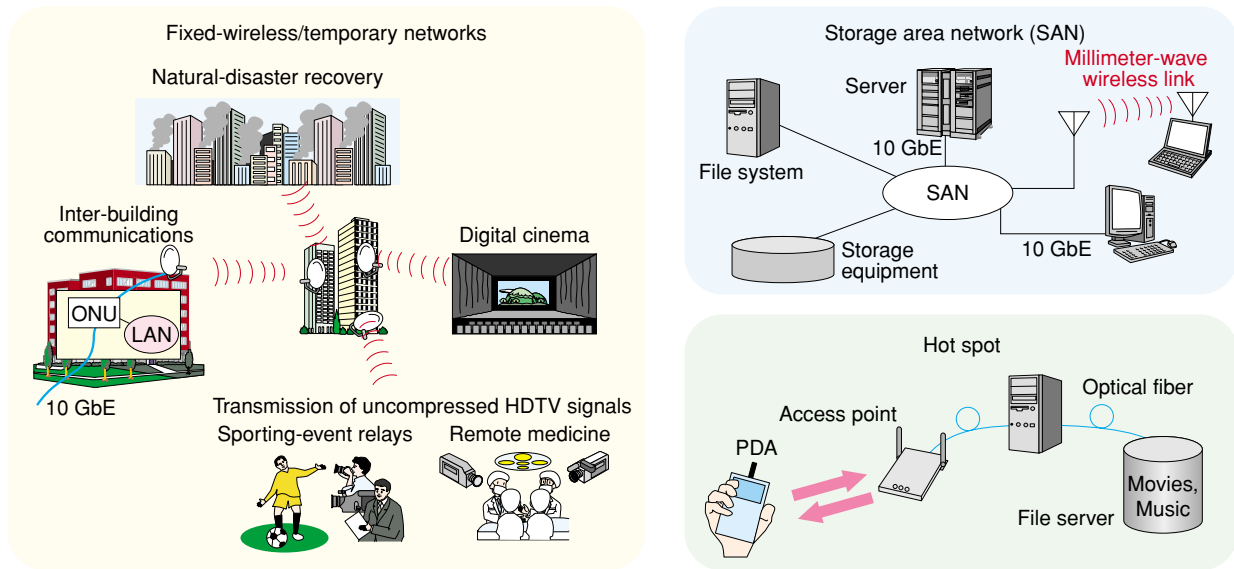 Fixed-wireless/temporary networks
Natural-disaster recovery
Inter-building
communications
ONU
LAN
10 GbE
Digital cinema
Transmission of uncompressed HDTV signals
Sporting-event relays
Remote medicine
Storage area network (SAN)
Millimeter-wave
wireless link
Server
File system
10 GbE
SAN
10 GbE
Storage
equipment
Hot spot
Optical fiber
Access point
PDA
Movies,
Music
File server